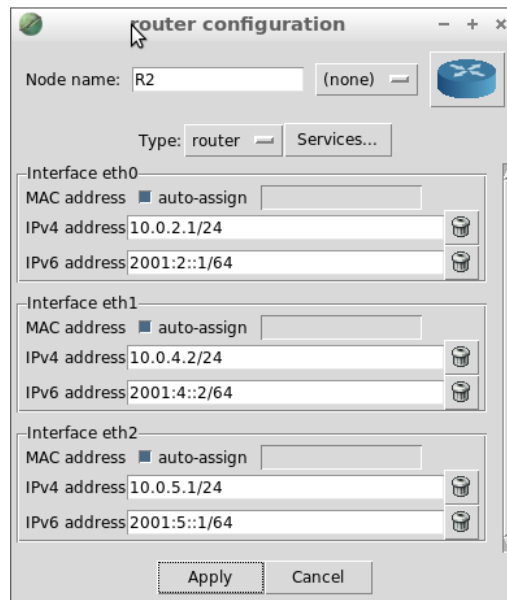 router configuration
Node name: R2 (none)
Type: router Services...
Interface eth0
MAC address auto-assign
IPv4 address 10.0.2.1/24
IPv6 address 2001:2::1/64
Interface eth1
MAC address auto-assign
IPv4 address 10.0.4.2/24
IPv6 address 2001:4::2/64
Interface eth2
MAC address auto-assign
IPv4 address 10.0.5.1/24
IPv6 address 2001:5::1/64
Apply Cancel